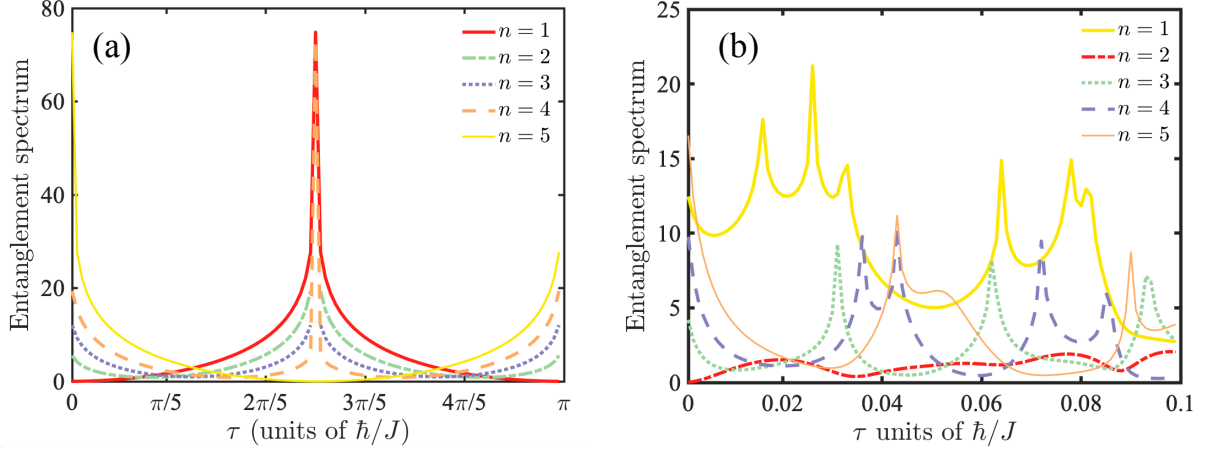 (a)
n = 1
n = 2
n = 3
n = 4
n = 5
Entanglement spectrum
80
60
40
20
0
0 π/5 2π/5 3π/5 4π/5 π
τ (units of ħ/J)
(b)
n = 1
n = 2
n = 3
n = 4
n = 5
Entanglement spectrum
25
20
15
10
5
0
0 0.02 0.04 0.06 0.08 0.1
τ units of ħ/J